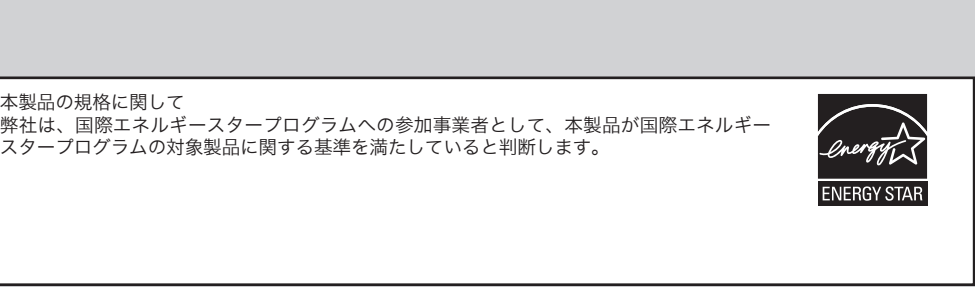 本製品の規格に関して
弊社は、国際エネルギースタープログラムへの参加事業者として、本製品が国際エネルギー
スタープログラムの対象製品に関する基準を満たしていると判断します。
energy
ENERGY STAR